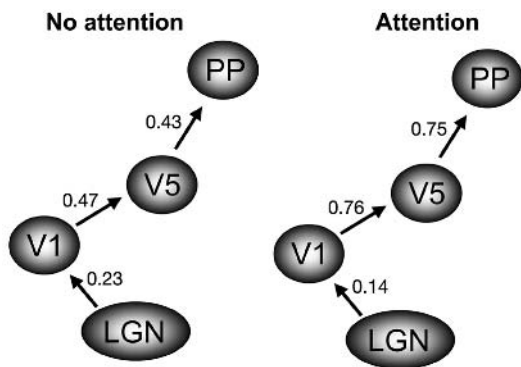 No attention
PP
0.43
V5
0.47
V1
0.23
LGN
Attention
PP
0.75
V5
0.76
V1
0.14
LGN